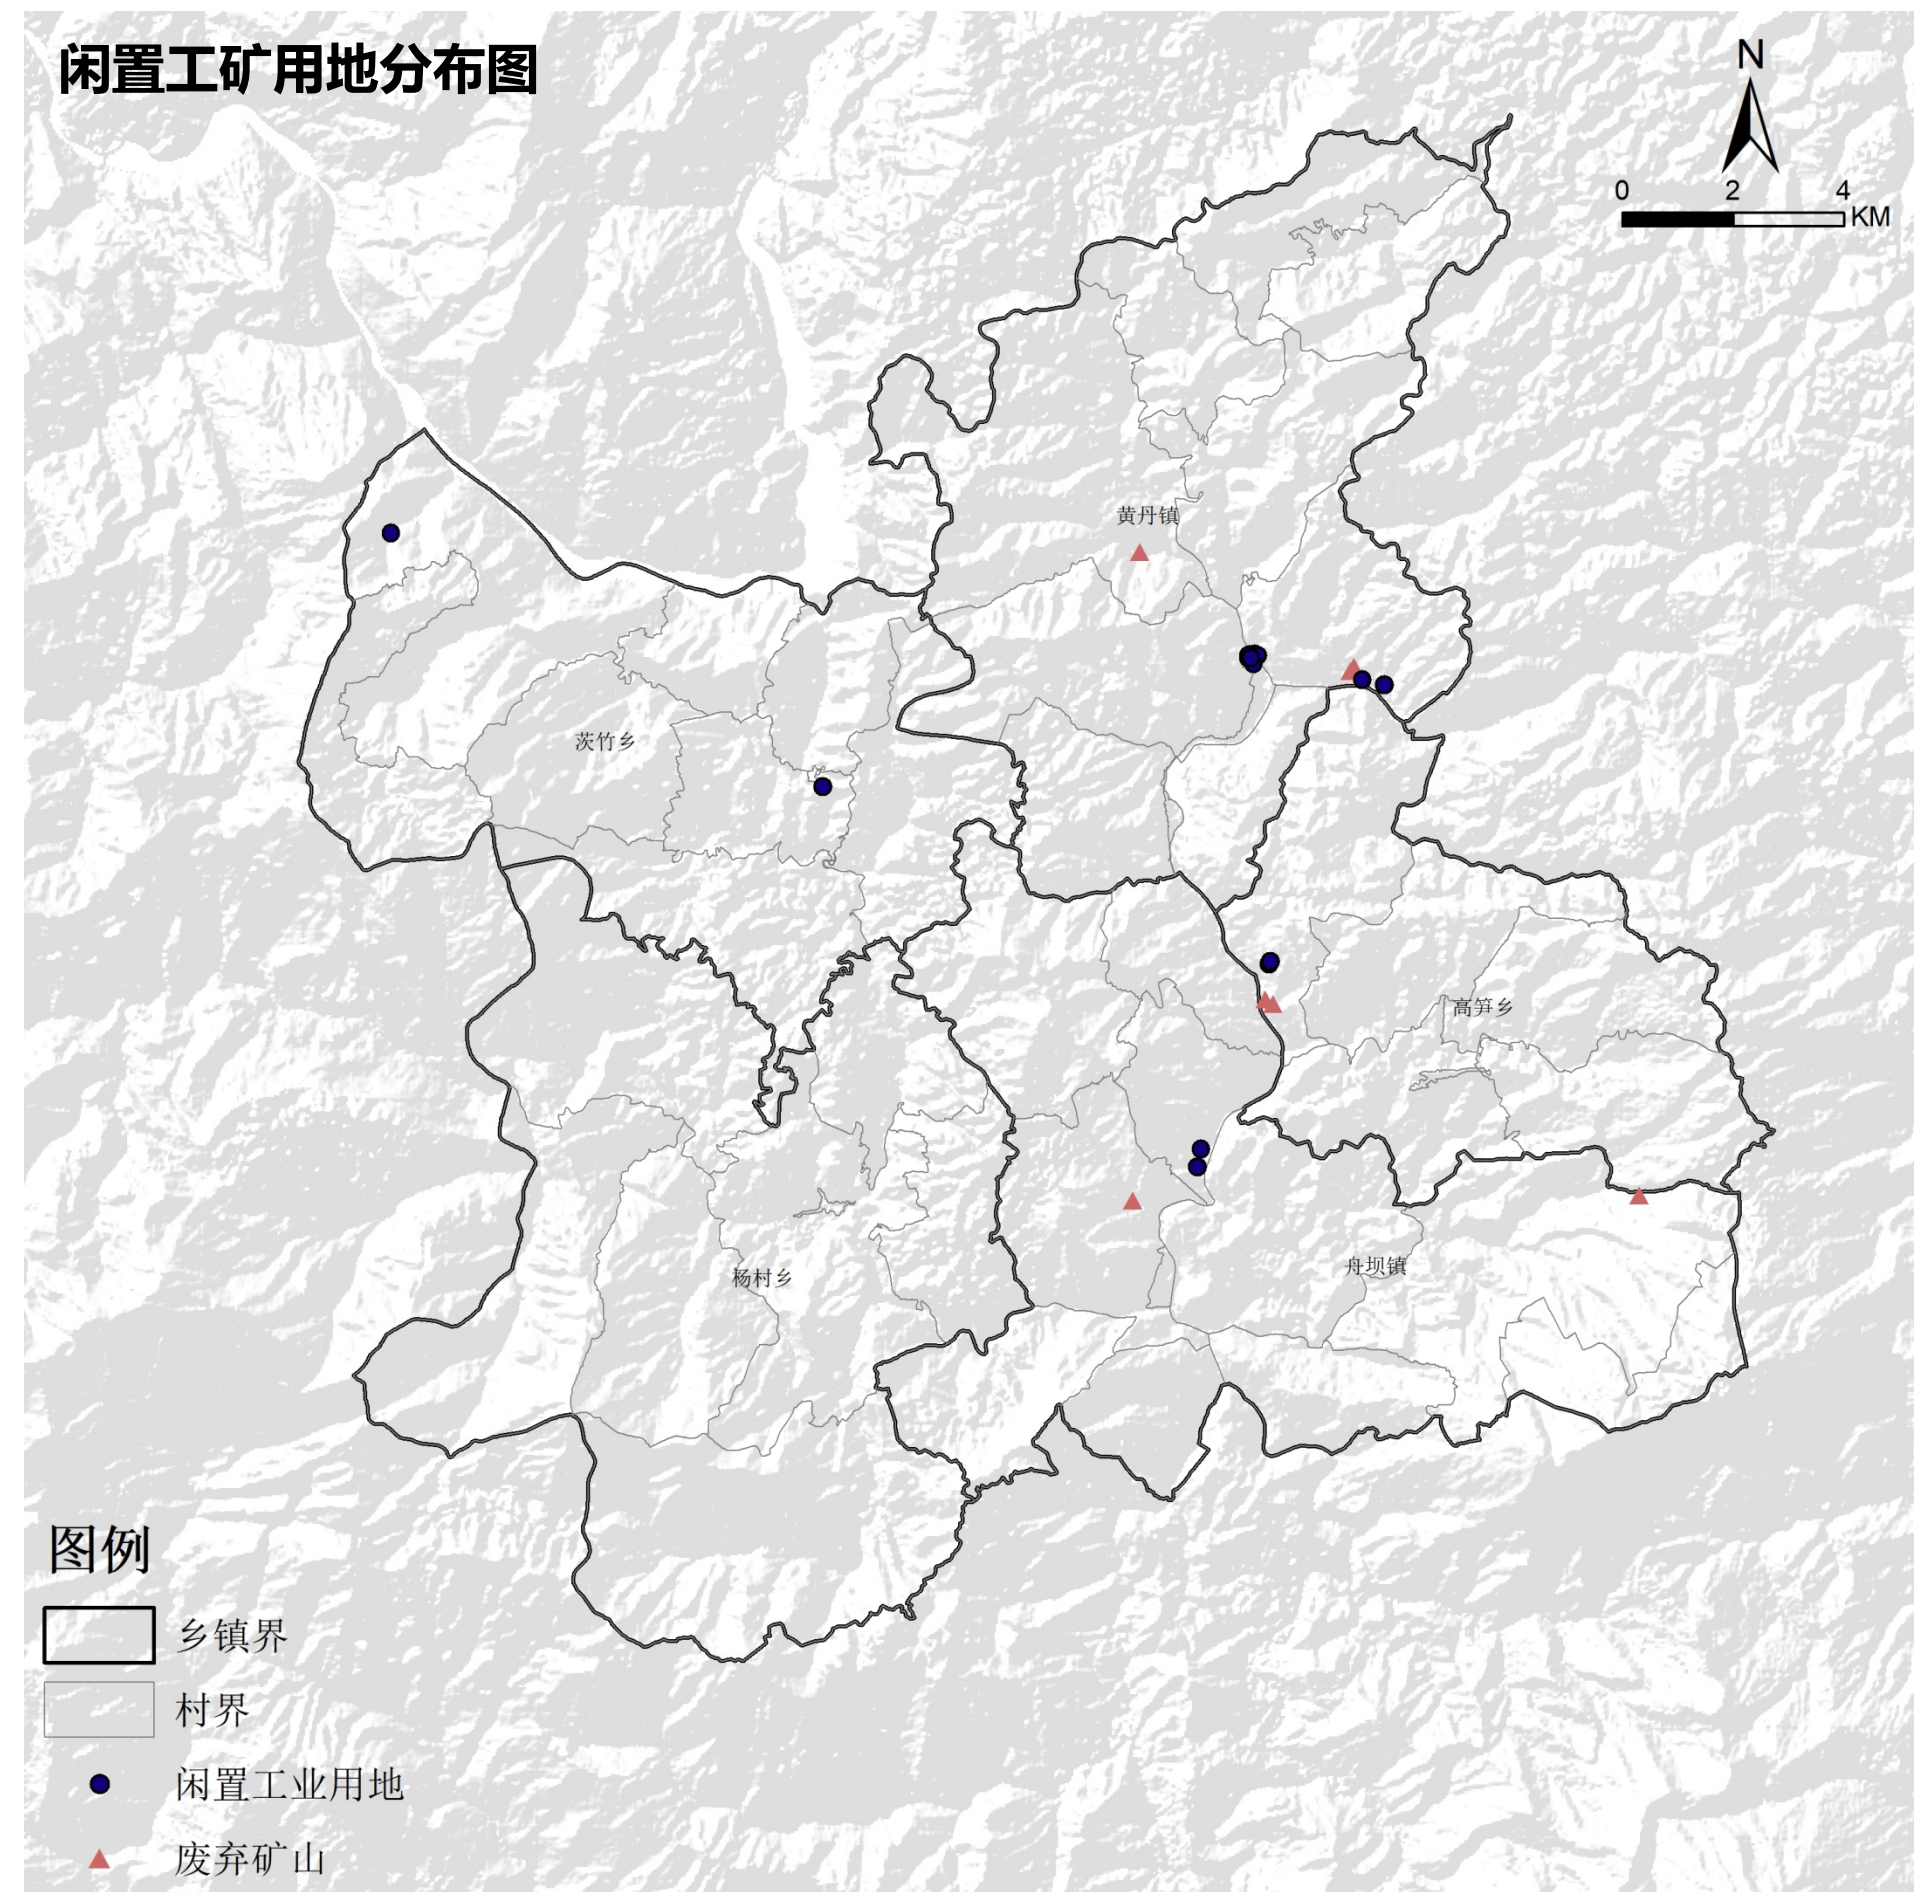 闲置工矿用地分布图
N
0 2 4
KM
黄丹镇
茨竹乡
高笋乡
舟坝镇
杨村乡
图例
乡镇界
村界
闲置工业用地
废弃矿山